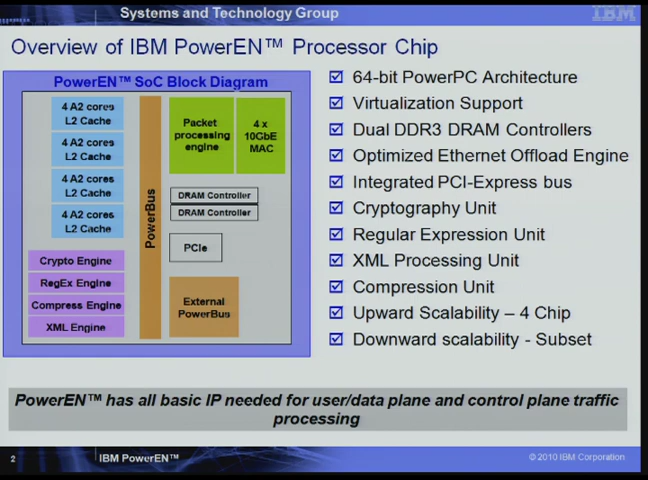 Systems and Technology Group
IBM
Overview of IBM PowerEN™ Processor Chip
PowerEN™ SoC Block Diagram
4 A2 cores
L2 Cache
4 A2 cores
L2 Cache
4 A2 cores
L2 Cache
4 A2 cores
L2 Cache
Crypto Engine
RegEx Engine
Compress Engine
XML Engine
PowerBus
Packet
processing
engine
4 x
10GbE
MAC
DRAM Controller
DRAM Controller
PCIe
External
PowerBus
64-bit PowerPC Architecture
Virtualization Support
Dual DDR3 DRAM Controllers
Optimized Ethernet Offload Engine
Integrated PCI-Express bus
Cryptography Unit
Regular Expression Unit
XML Processing Unit
Compression Unit
Upward Scalability – 4 Chip
Downward scalability - Subset
PowerEN™ has all basic IP needed for user/data plane and control plane traffic
processing
2
IBM PowerEN™
© 2010 IBM Corporation